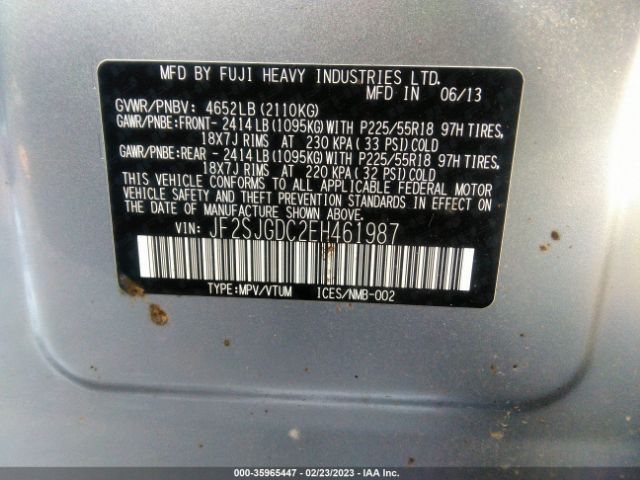 MFD BY FUJI HEAVY INDUSTRIES LTD.
MFD IN 06/13
GVWR/PNBV: 4652LB (2110KG)
GAWR/PNBE:FRONT- 2414LB(1095KG)WITH P225/55R18 97H TIRES,
18X7J RIMS AT 230 KPA(33 PSI)COLD
GAWR/PNBE:REAR - 2414LB(1095KG)WITH P225/55R18 97H TIRES,
18X7J RIMS AT 220 KPA(32 PSI)COLD
THIS VEHICLE CONFORMS TO ALL APPLICABLE FEDERAL MOTOR
VEHICLE SAFETY AND THEFT PREVENTION STANDARDS IN EFFECT
ON THE DATE OF MANUFACTURE SHOWN ABOVE.
VIN: JF2SJGDC2EH461987
TYPE:MPV/VTUM ICES/NMB-002
000-35965447 - 02/23/2023 - IAA Inc.